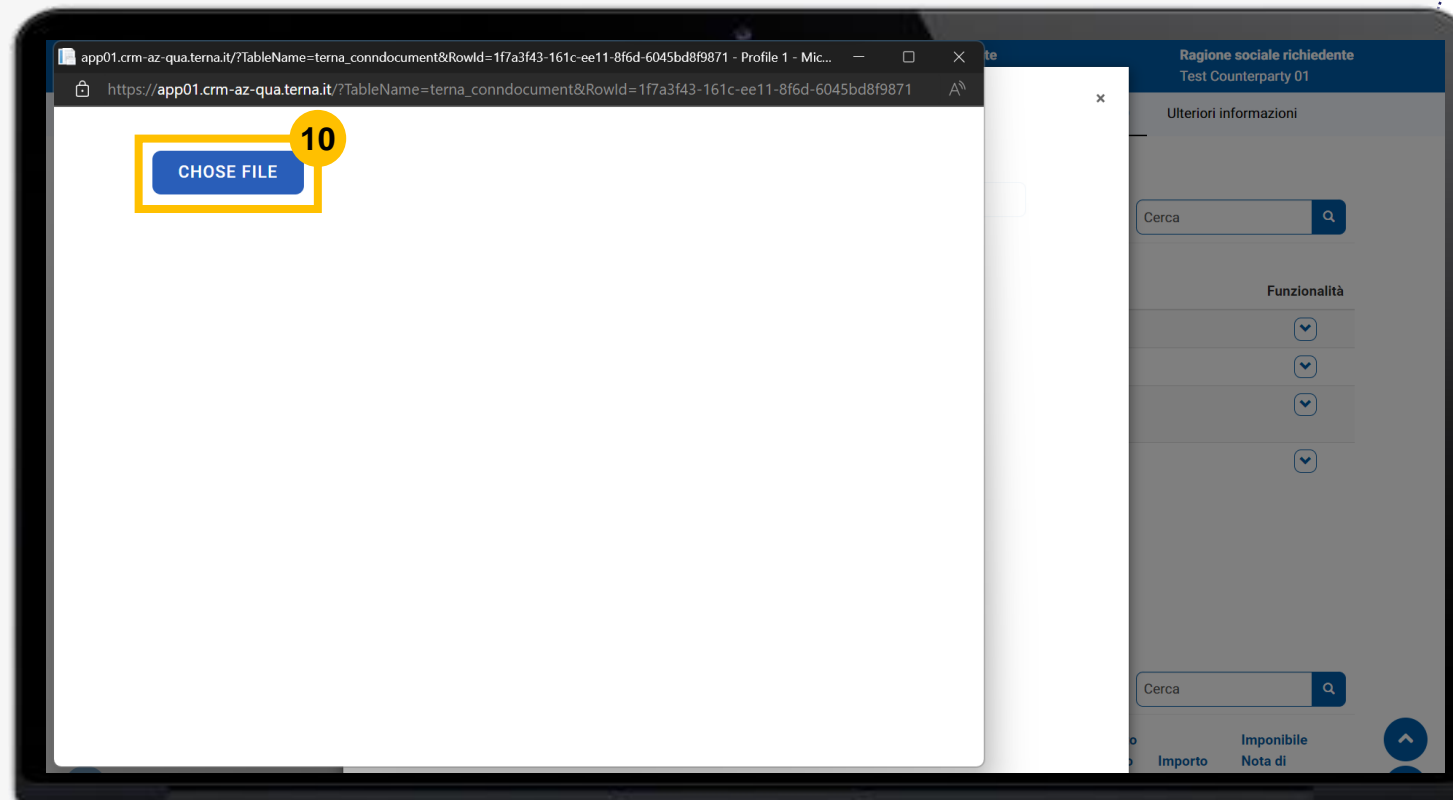 app01.crm-az-qua.terna.it/?TableName=terna_conndocument&RowId=1f7a3f43-161c-ee11-8f6d-6045bd8f9871 - Profile 1 - Mic...
https://app01.crm-az-qua.terna.it/?TableName=terna_conndocument&RowId=1f7a3f43-161c-ee11-8f6d-6045bd8f9871
10
CHOSE FILE
te
Ragione sociale richiedente
Test Counterparty 01
Ulteriori informazioni
Cerca
Funzionalità
Cerca
o
Imponibile
Importo
Nota di